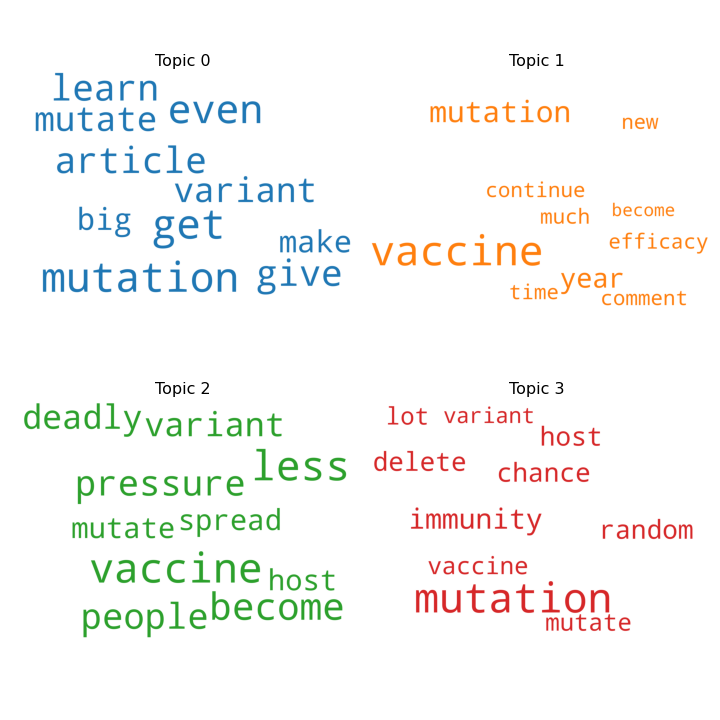 Topic 0
learn
mutate even
article
variant
big get
make
mutation give
Topic 1
mutation new
continue
much become
vaccine efficacy
year
time comment
Topic 2
deadly variant
less
pressure
mutate spread
vaccine host
people become
Topic 3
lot variant
host
delete chance
immunity random
vaccine
mutation
mutate